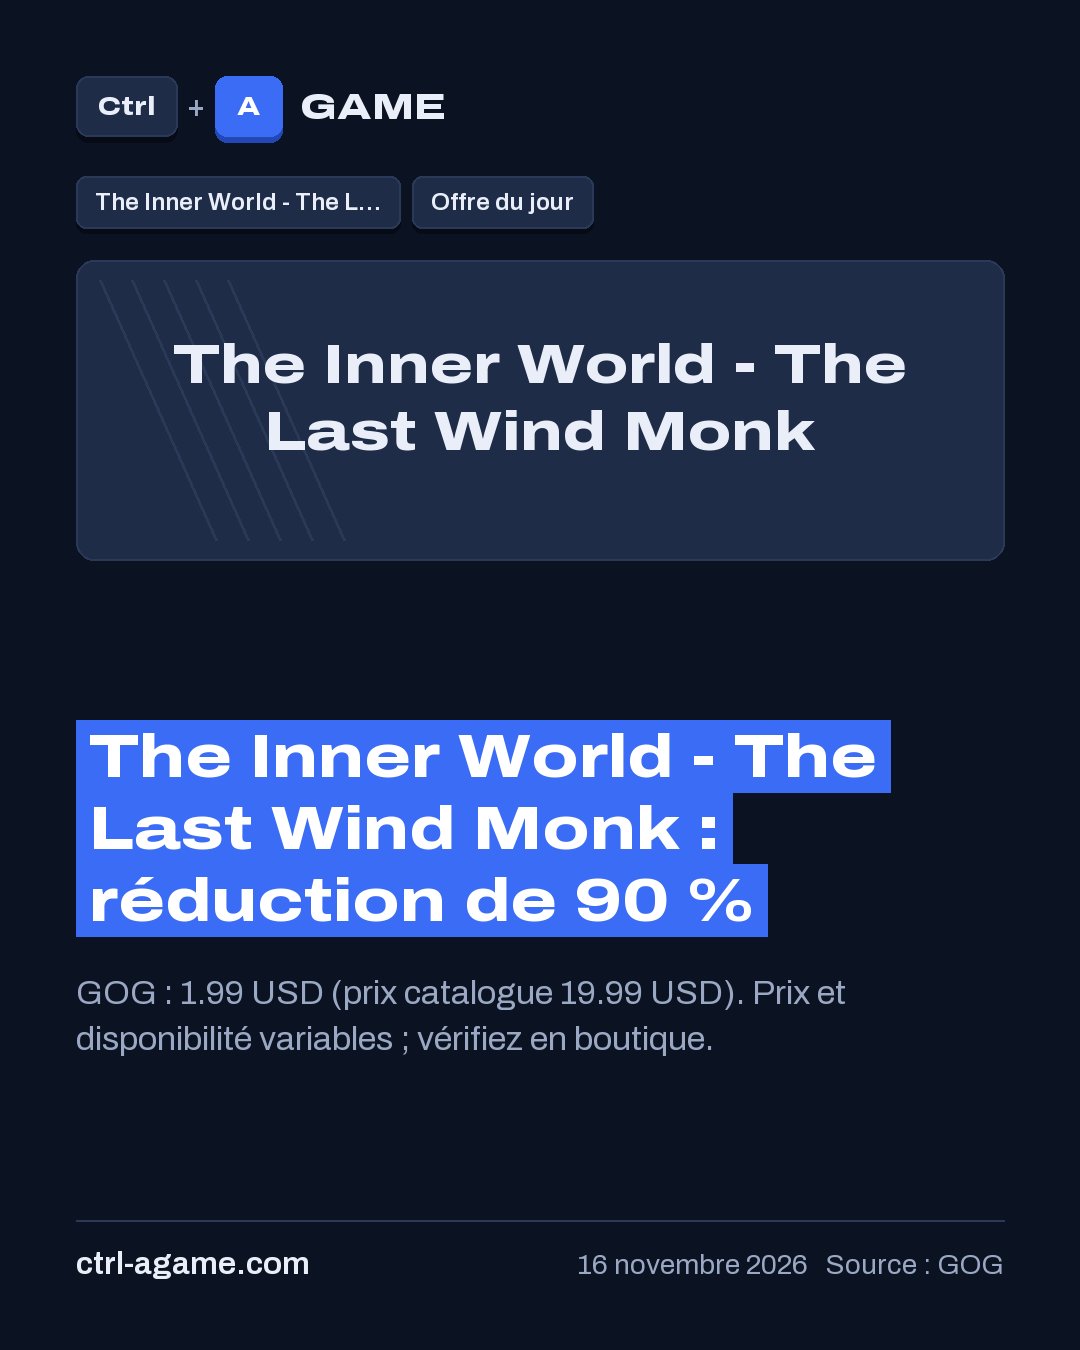 Ctrl + A GAME
The Inner World - The L... Offre du jour
The Inner World - The
Last Wind Monk
The Inner World - The
Last Wind Monk :
réduction de 90 %
GOG : 1.99 USD (prix catalogue 19.99 USD). Prix et
disponibilité variables ; vérifiez en boutique.
ctrl-agame.com 16 novembre 2026 Source : GOG